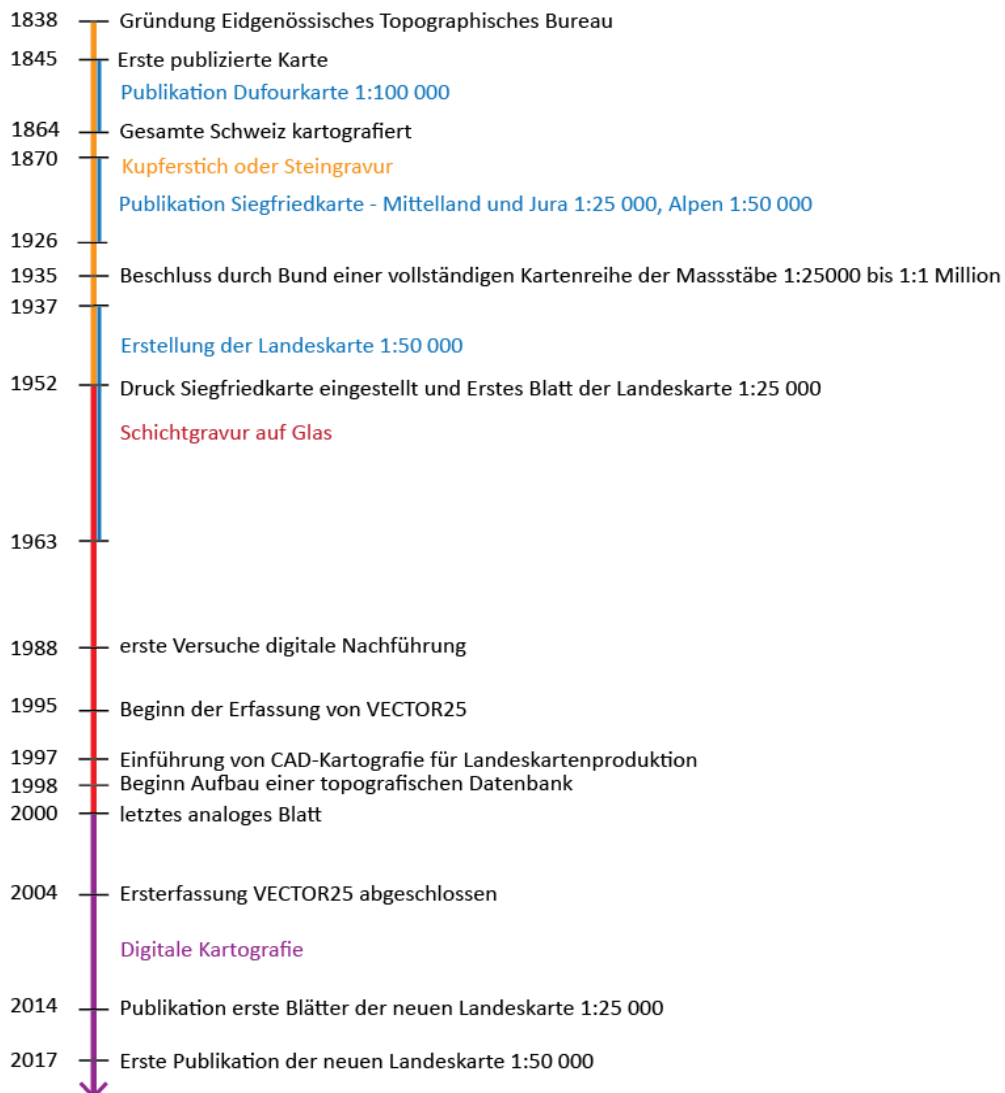 1838 Gründung Eidgenössisches Topographisches Bureau
1845 Erste publizierte Karte
Publikation Dufourkarte 1:100 000
1864 Gesamte Schweiz kartografiert
1870
Kupferstich oder Steingravur
Publikation Siegfriedkarte - Mittelland und Jura 1:25 000, Alpen 1:50 000
1926
1935 Beschluss durch Bund einer vollständigen Kartenreihe der Massstäbe 1:25000 bis 1:1 Million
1937
Erstellung der Landeskarte 1:50 000
1952 Druck Siegfriedkarte eingestellt und Erstes Blatt der Landeskarte 1:25 000
Schichtgravur auf Glas
1963
1988 erste Versuche digitale Nachführung
1995 Beginn der Erfassung von VECTOR25
1997 Einführung von CAD-Kartografie für Landeskartenproduktion
1998 Beginn Aufbau einer topografischen Datenbank
2000 letztes analoges Blatt
2004 Ersterfassung VECTOR25 abgeschlossen
Digitale Kartografie
2014 Publikation erste Blätter der neuen Landeskarte 1:25 000
2017 Erste Publikation der neuen Landeskarte 1:50 000